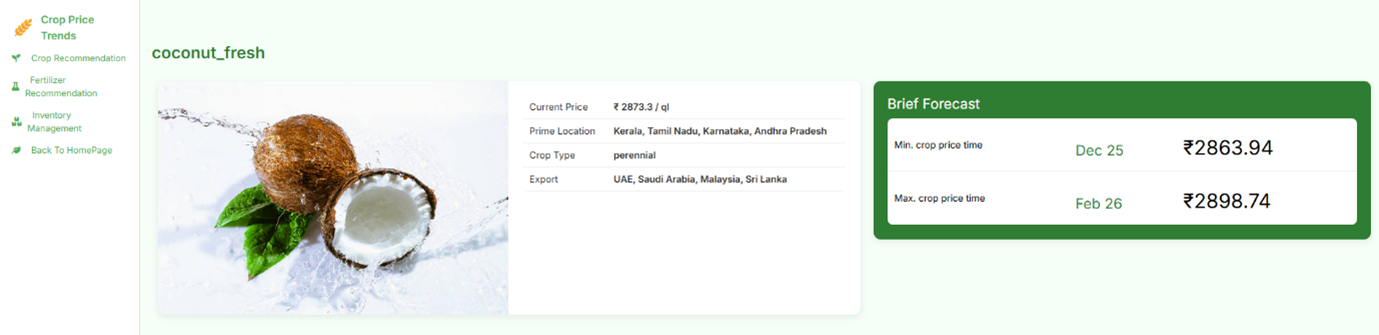 Crop Price
Trends
Crop Recommendation
Fertilizer
Recommendation
Inventory
Management
Back To HomePage
coconut_fresh
Current Price ₹ 2873.3 / ql
Prime Location Kerala, Tamil Nadu, Karnataka, Andhra Pradesh
Crop Type perennial
Export UAE, Saudi Arabia, Malaysia, Sri Lanka
Brief Forecast
Min. crop price time Dec 25 ₹2863.94
Max. crop price time Feb 26 ₹2898.74